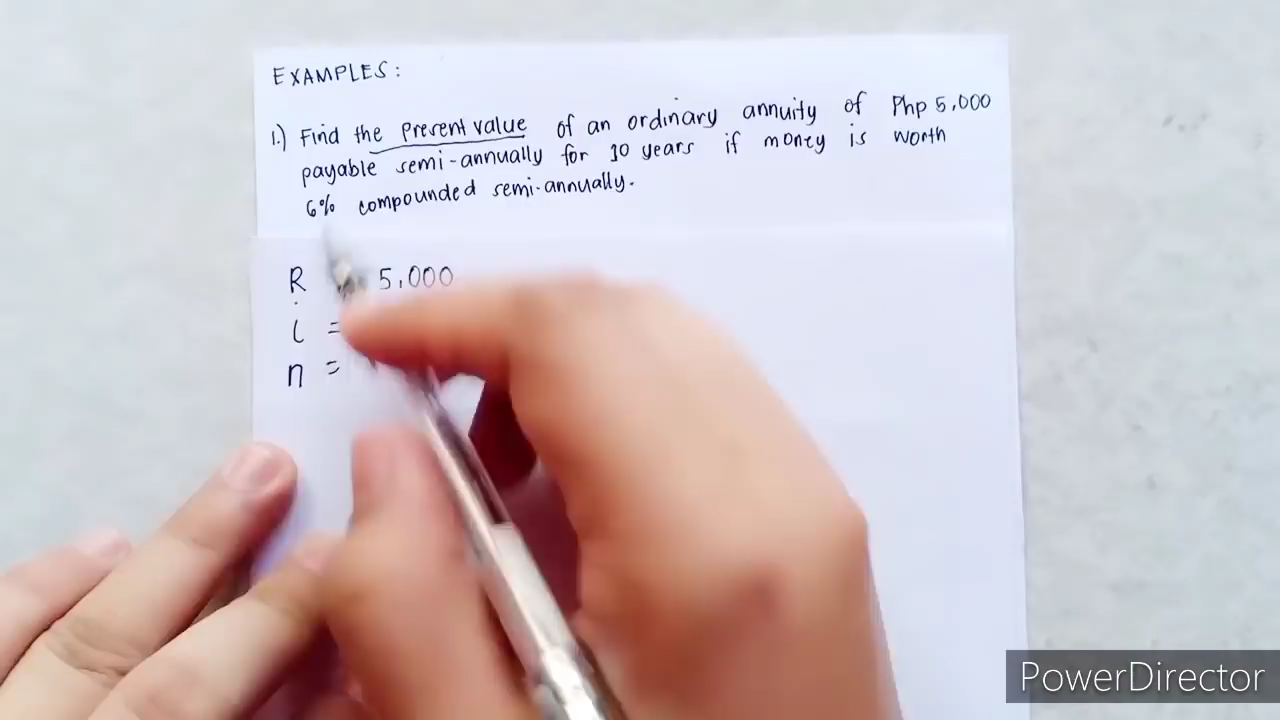 EXAMPLES:
1.) Find the present value of an ordinary annuity of Php 5,000
payable semi-annually for 10 years if money is worth
6% compounded semi-annually.
R 5,000
i =
n =
PowerDirector